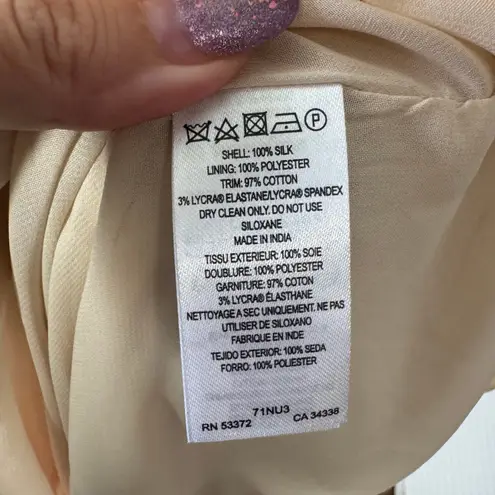 P
SHELL: 100% SILK
LINING: 100% POLYESTER
TRIM: 97% COTTON
3% LYCRA® ELASTANE/LYCRA® SPANDEX
DRY CLEAN ONLY. DO NOT USE
SILOXANE
MADE IN INDIA
TISSU EXTERIEUR: 100% SOIE
DOUBLURE: 100% POLYESTER
GARNITURE: 97% COTON
3% LYCRA® ÉLASTHANE
NETTOYAGE A SEC UNIQUEMENT. NE PAS
UTILISER DE SILOXANO
FABRIQUE EN INDE
TEJIDO EXTERIOR: 100% SEDA
FORRO: 100% POLYESTER
71NU3
RN 53372 CA 34338